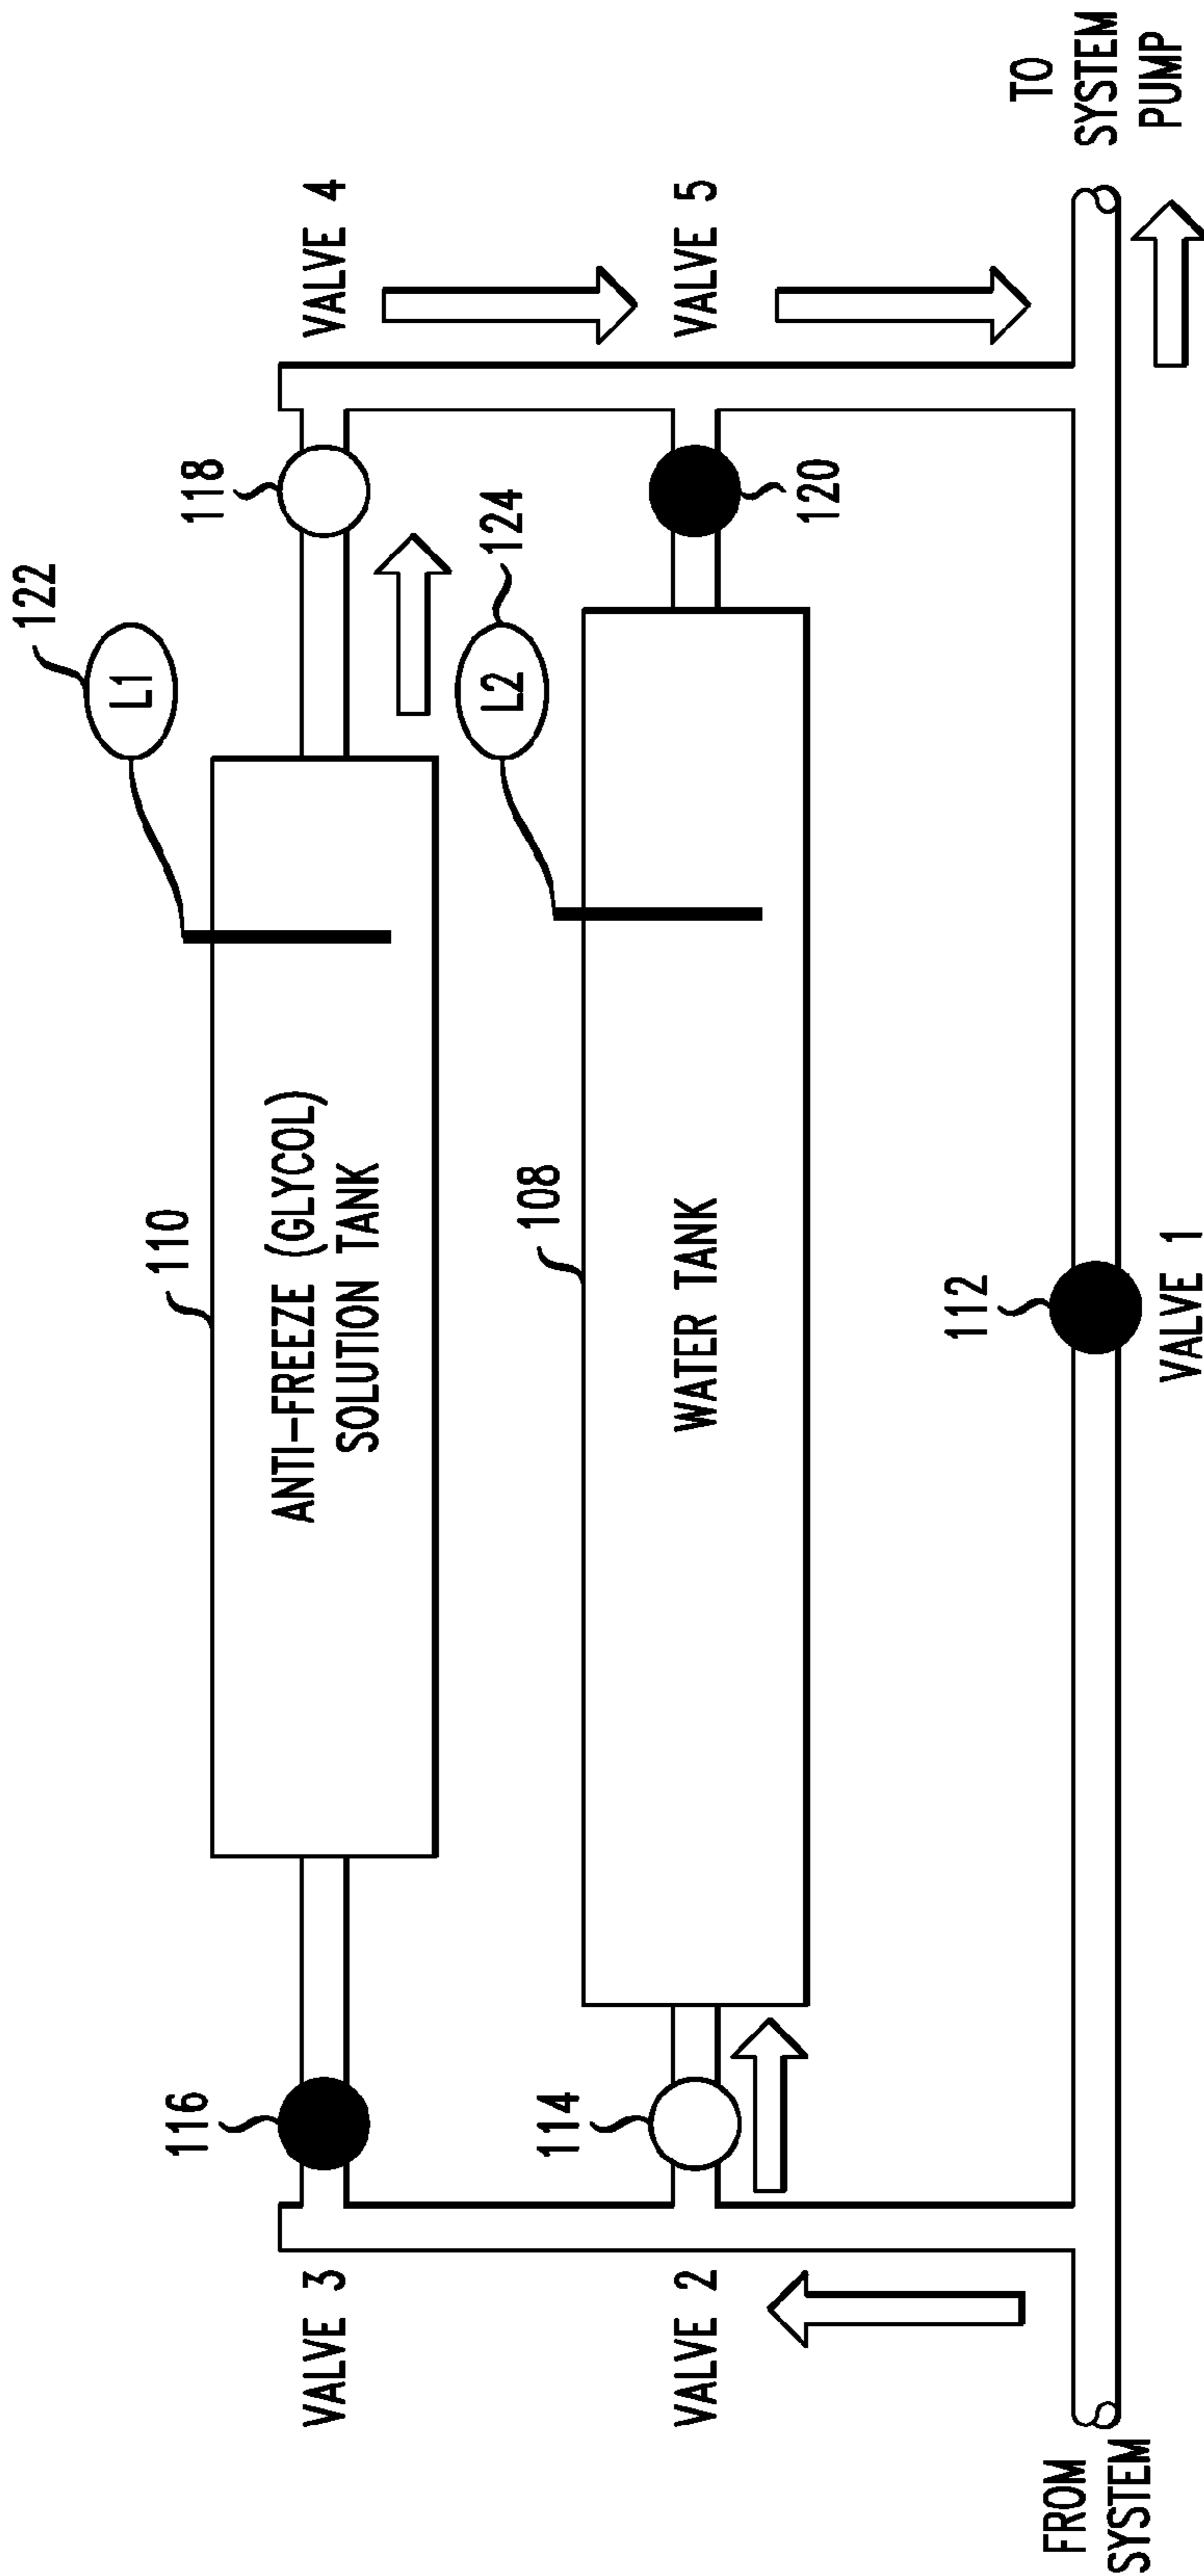 122
L1
110
ANTI-FREEZE (GLYCOL)
SOLUTION TANK
116
118
VALVE 3
VALVE 4
124
L2
108
WATER TANK
114
120
VALVE 2
VALVE 5
112
VALVE 1
FROM
SYSTEM
TO
SYSTEM
PUMP